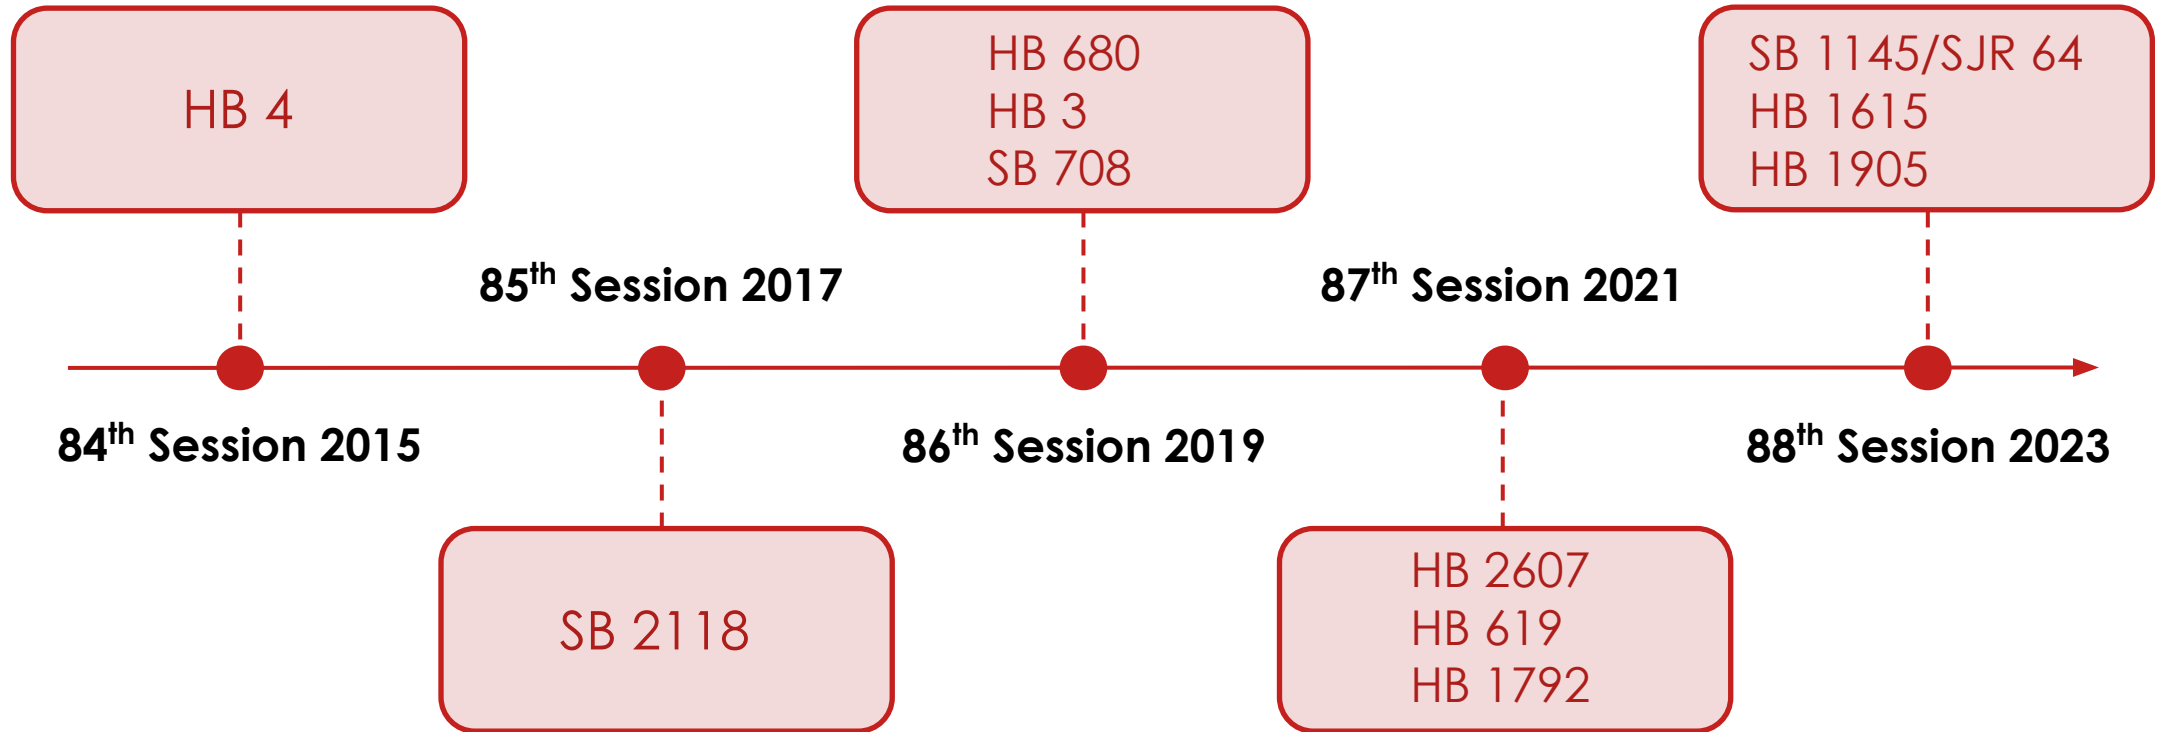 HB 4
HB 680
HB 3
SB 708
SB 1145/SJR 64
HB 1615
HB 1905
85th Session 2017
87th Session 2021
84th Session 2015
86th Session 2019
88th Session 2023
SB 2118
HB 2607
HB 619
HB 1792